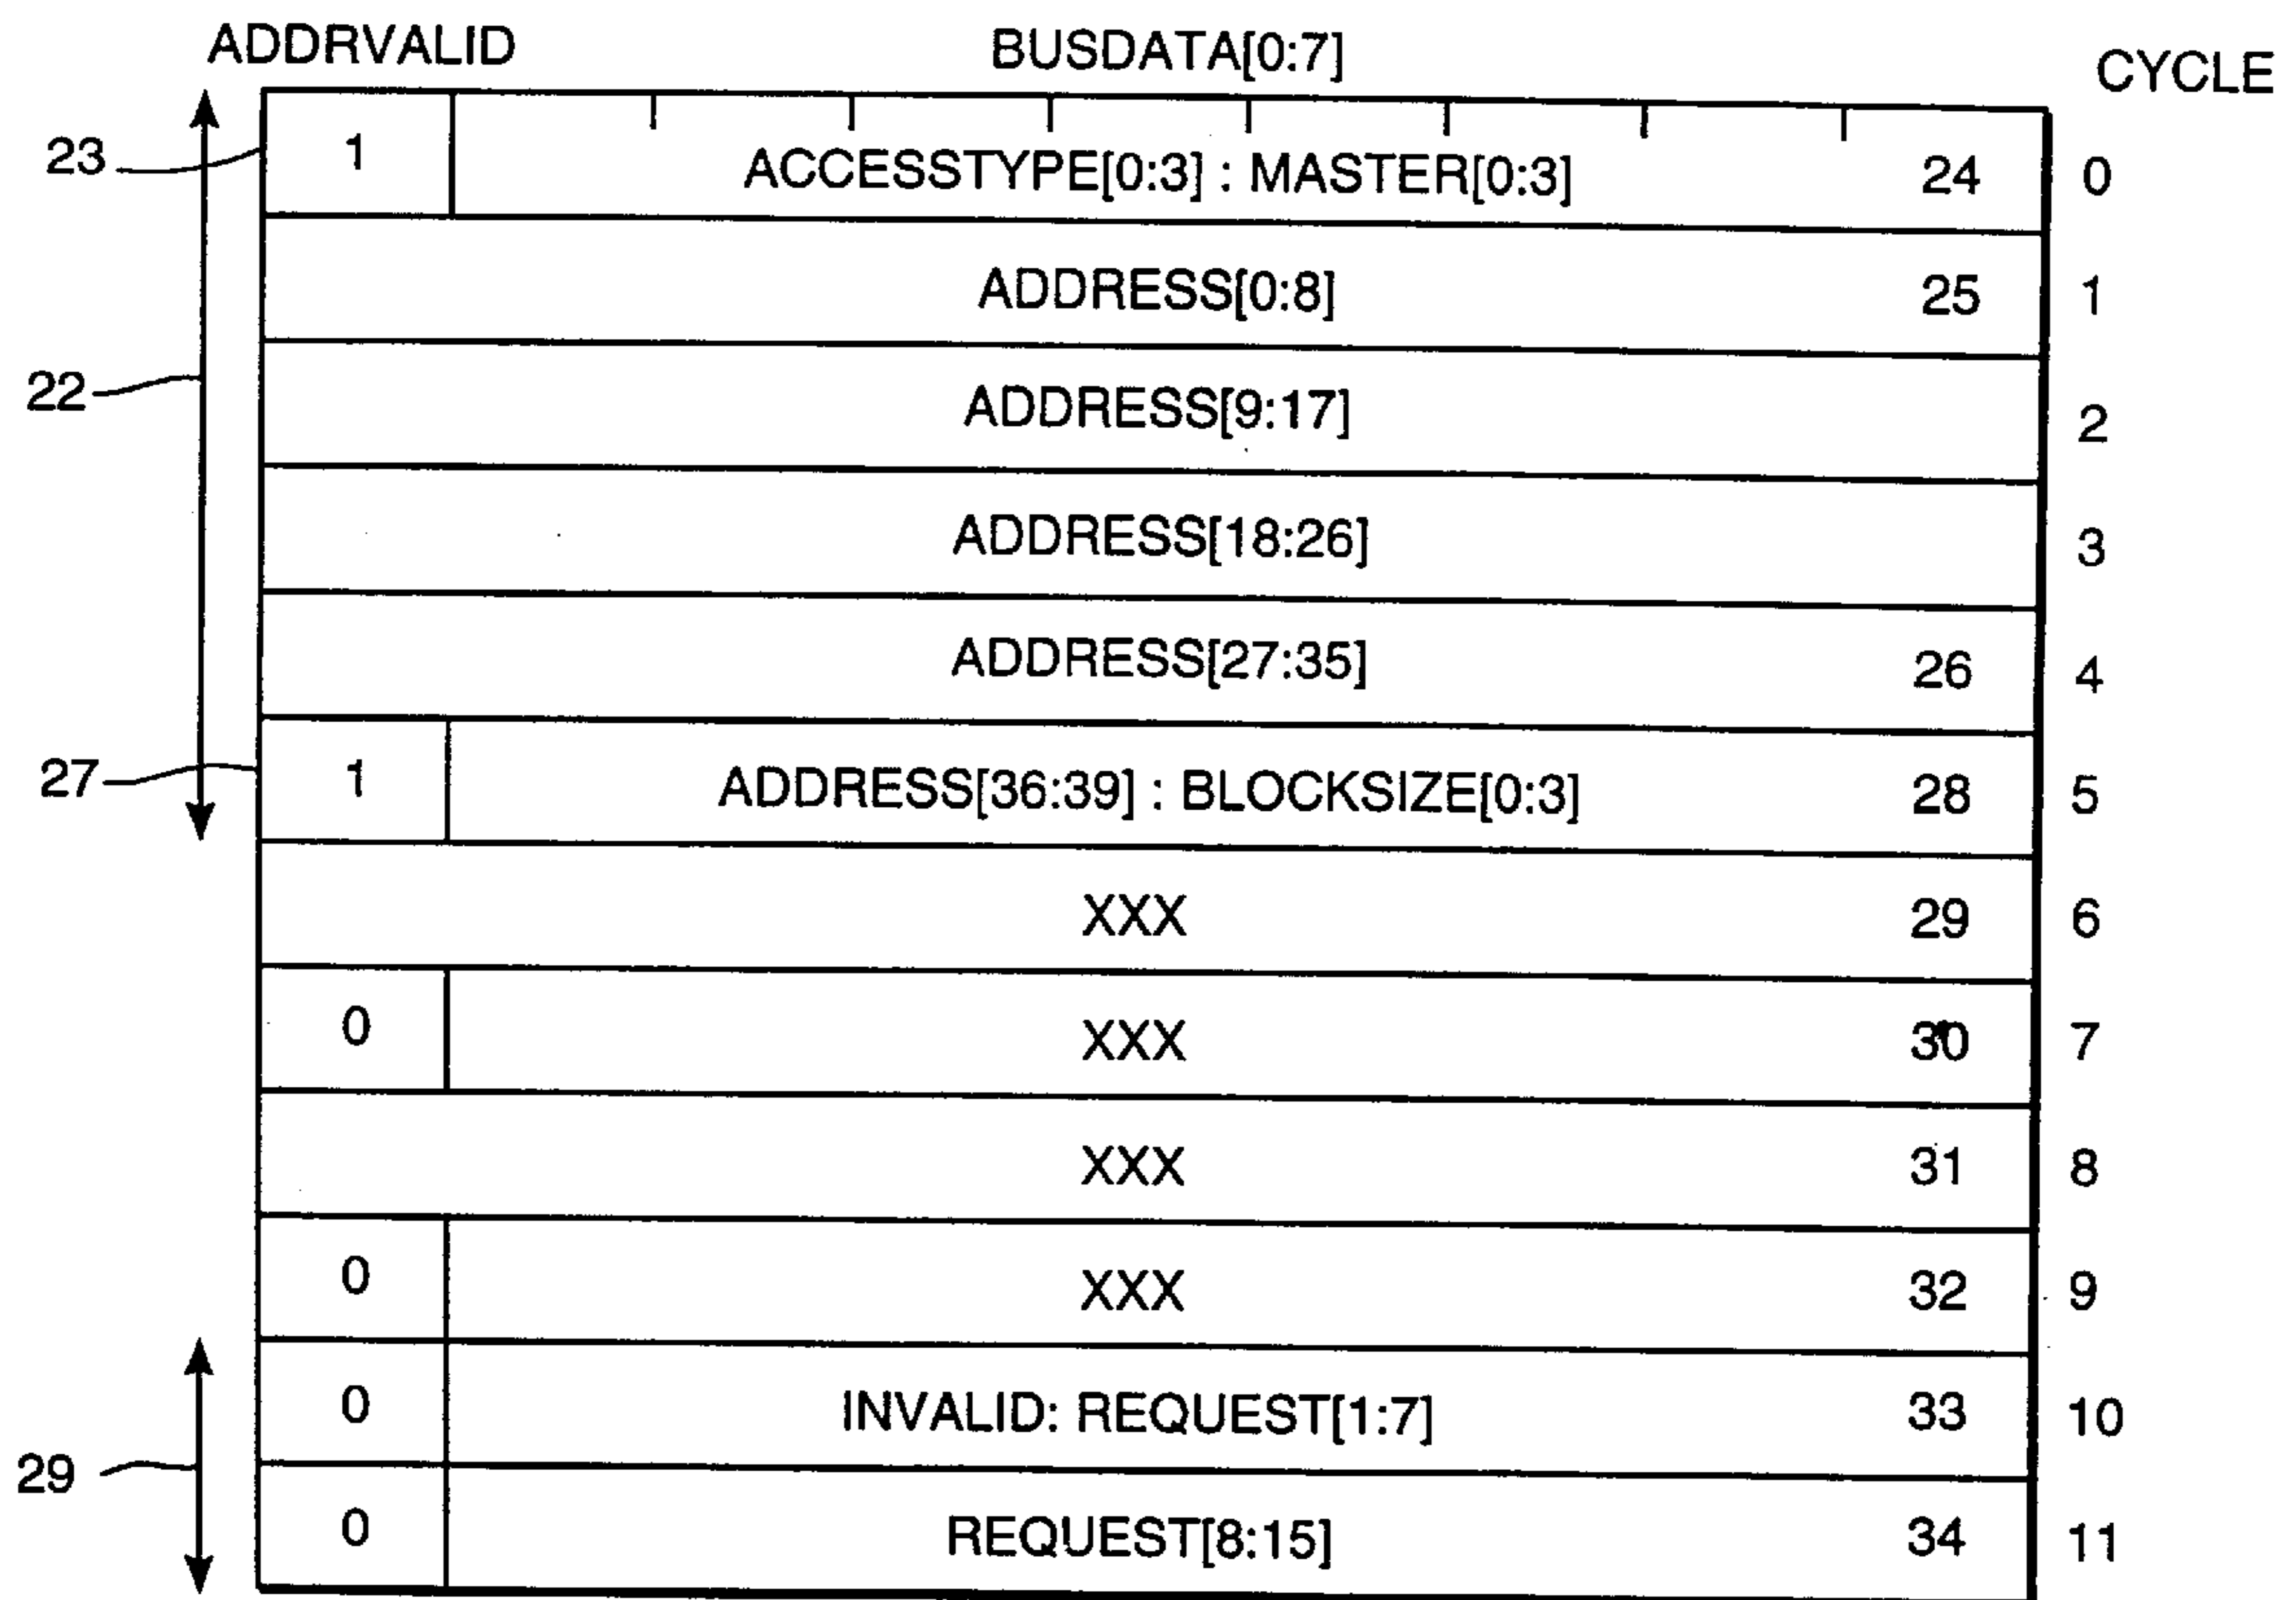 ADDRVALID BUSDATA[0:7] CYCLE
23 1 ACCESSTYPE[0:3] : MASTER[0:3] 24 0
ADDRESS[0:8] 25 1
22 ADDRESS[9:17] 2
ADDRESS[18:26] 3
ADDRESS[27:35] 26 4
27 1 ADDRESS[36:39] : BLOCKSIZE[0:3] 28 5
XXX 29 6
0 XXX 30 7
XXX 31 8
0 XXX 32 9
0 INVALID: REQUEST[1:7] 33 10
29
0 REQUEST[8:15] 34 11